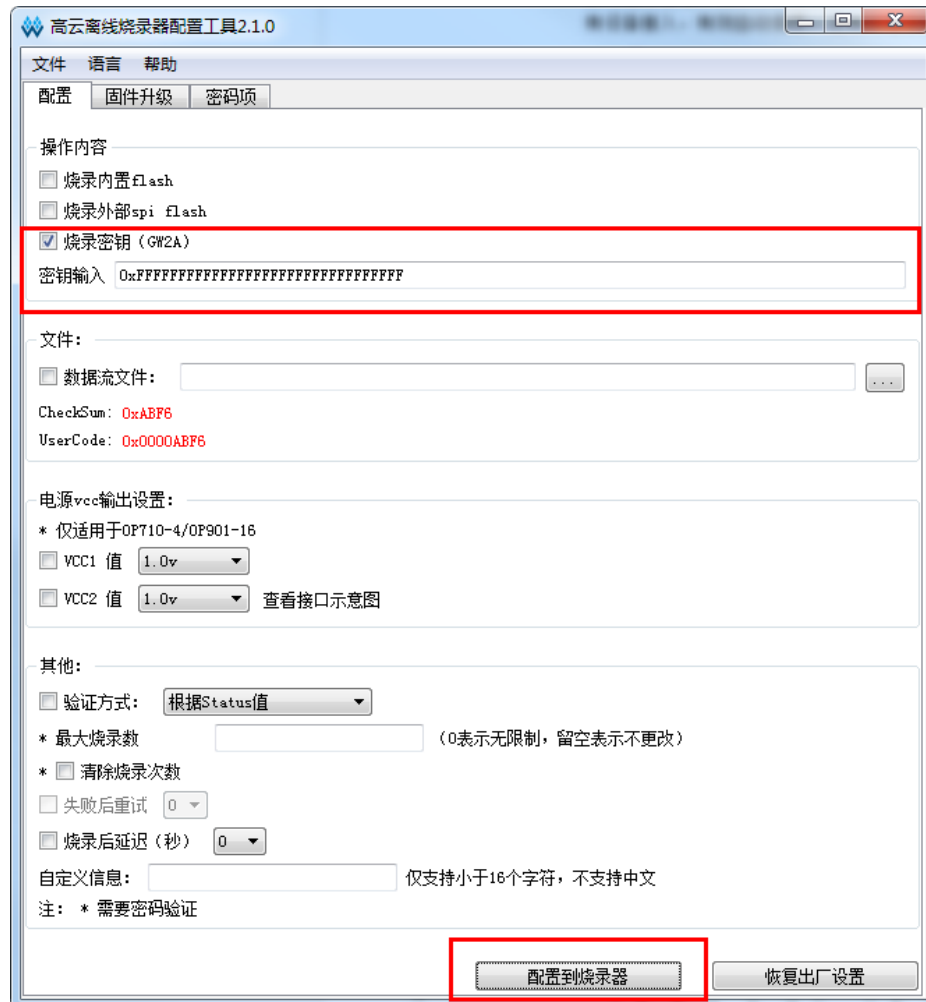 高云离线烧录器配置工具2.1.0
文件 语言 帮助
配置 固件升级 密码项
操作内容
烧录内置flash
烧录外部spi flash
烧录密钥（GW2A）
密钥输入 0xFFFFFFFFFFFFFFFFFFFFFFFFFFFFFFFF
文件：
数据流文件： ...
CheckSum: 0xABF6
UserCode: 0x0000ABF6
电源vcc输出设置：
* 仅适用于OP710-4/OP901-16
VCC1 值 1.0v
VCC2 值 1.0v 查看接口示意图
其他：
验证方式： 根据Status值
* 最大烧录数 （0表示无限制，留空表示不更改）
* 清除烧录次数
失败后重试 0
烧录后延迟（秒） 0
自定义信息： 仅支持小于16个字符，不支持中文
注： * 需要密码验证
配置到烧录器 恢复出厂设置